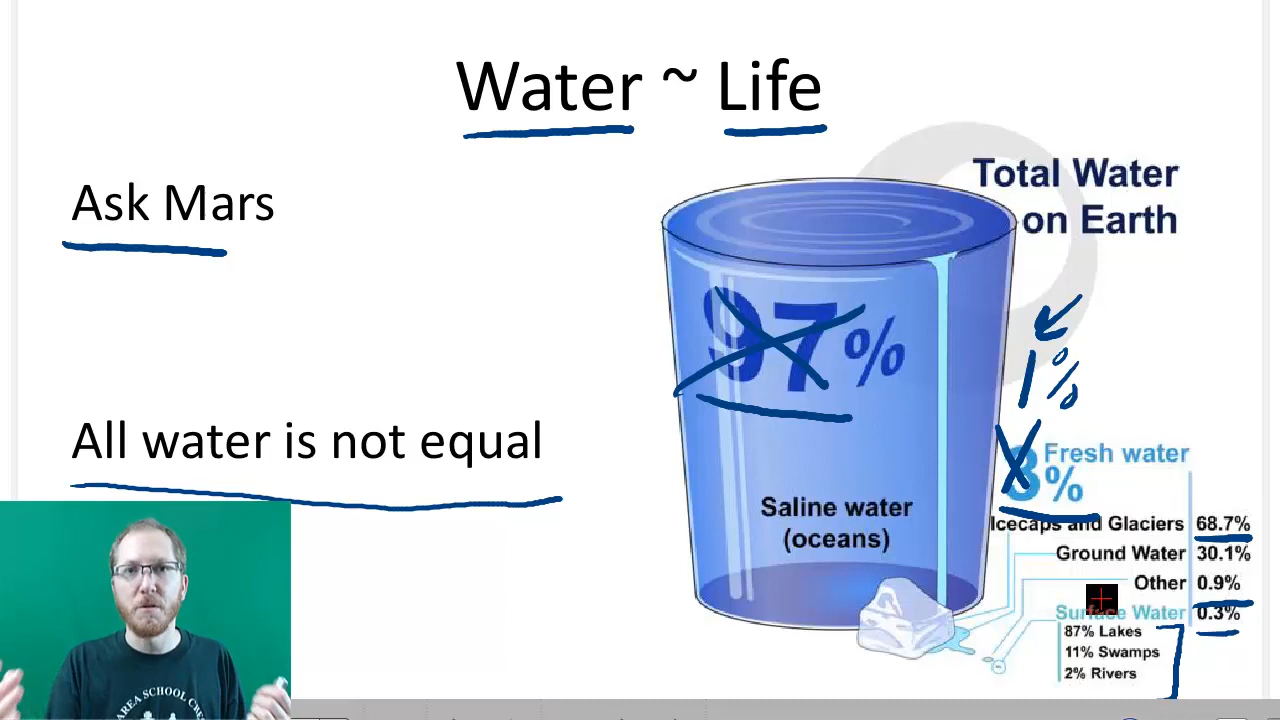 Water ~ Life
Ask Mars
All water is not equal
Total Water
on Earth
97%
Saline water
(oceans)
1%
3%
Fresh water
Icecaps and Glaciers 68.7%
Ground Water 30.1%
Other 0.9%
Surface Water 0.3%
87% Lakes
11% Swamps
2% Rivers
AREA SCHOOL